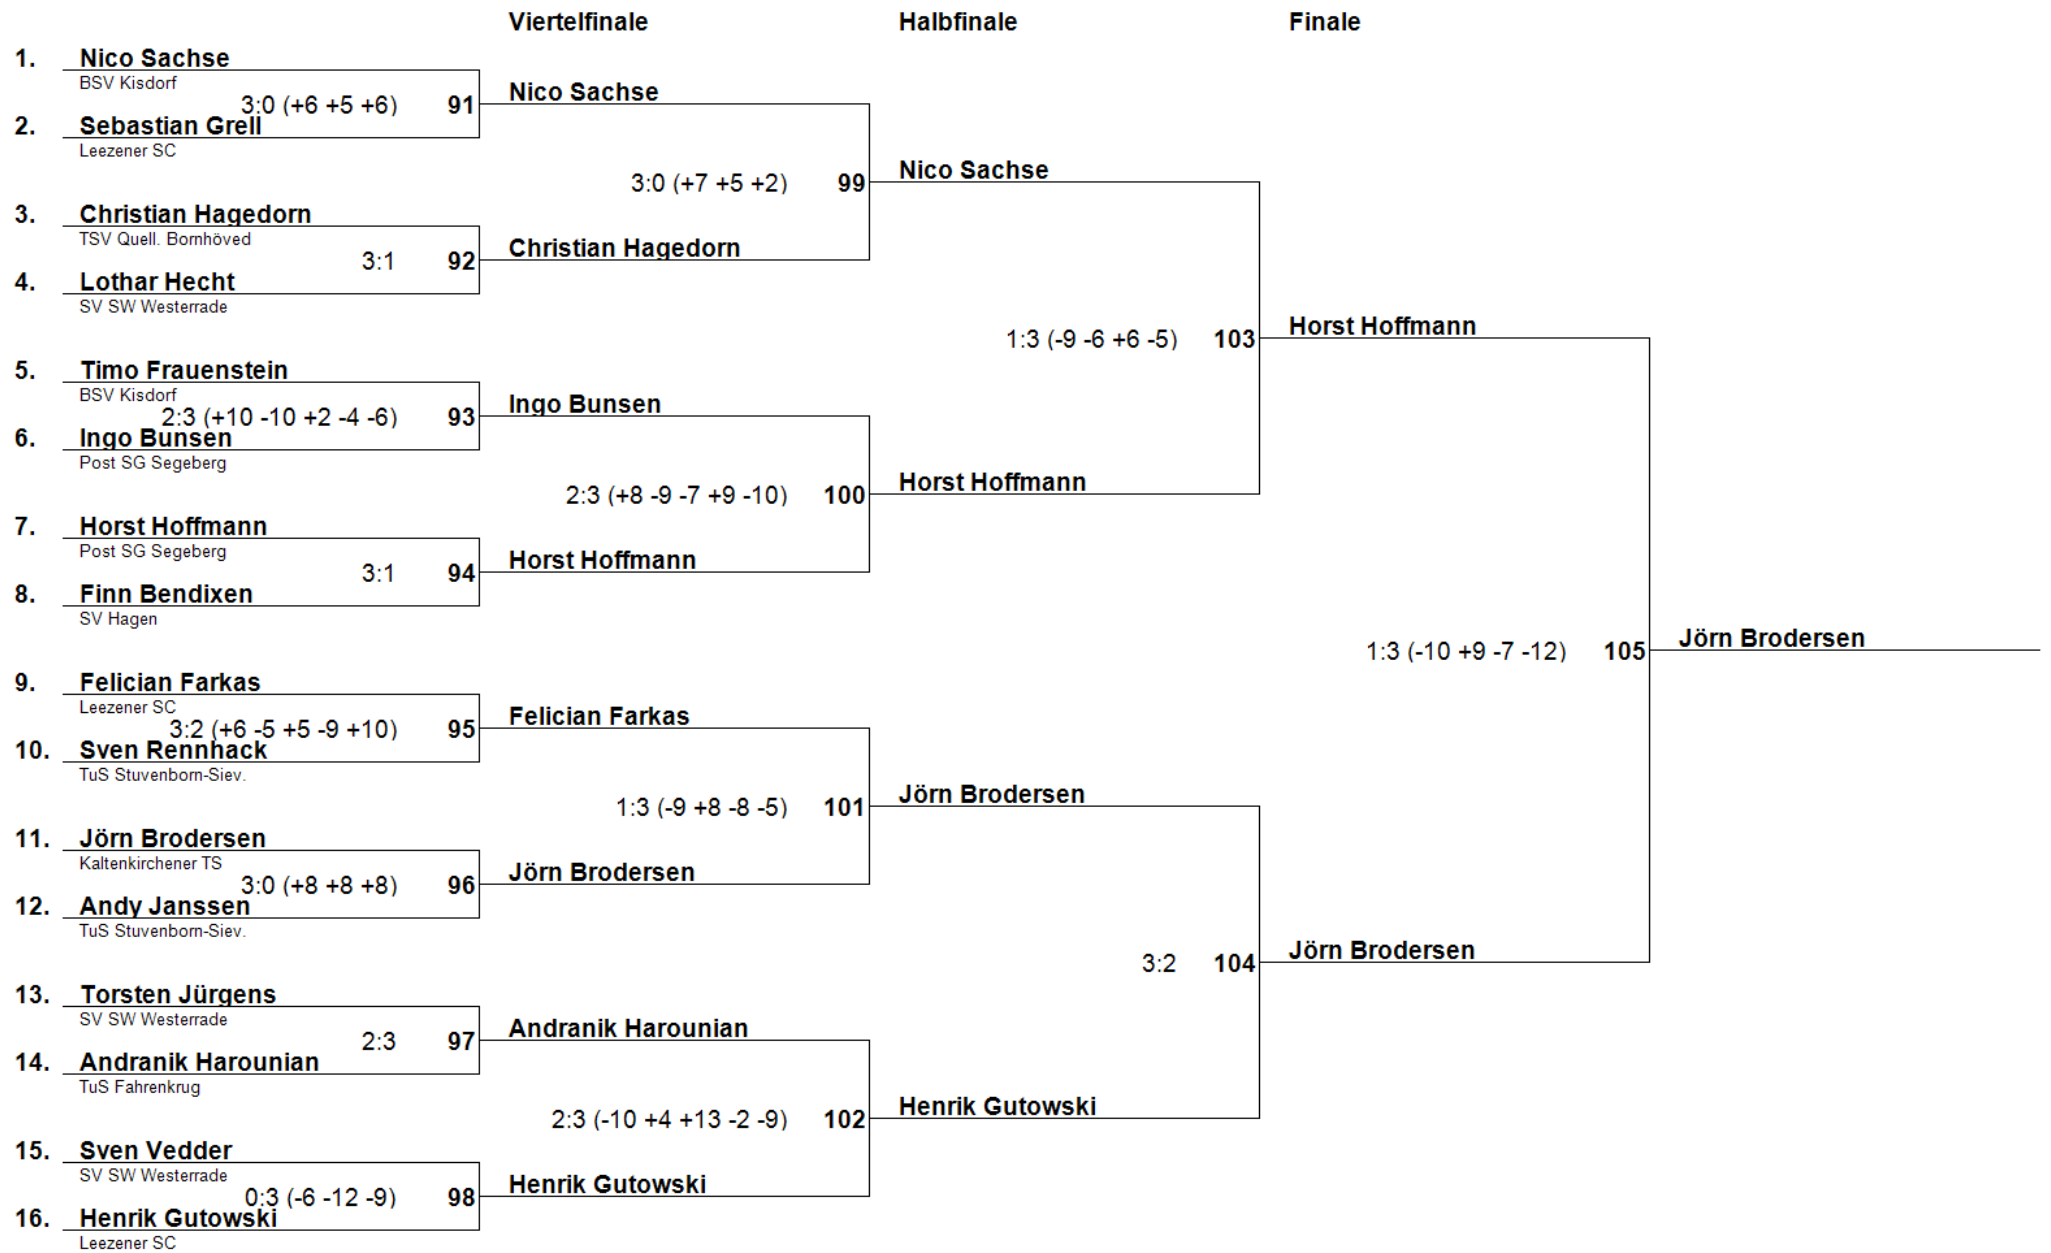 Viertelfinale Halbfinale Finale
1. Nico Sachse
BSV Kisdorf
3:0 (+6 +5 +6) 91
2. Sebastian Grell
Leezener SC
Nico Sachse
3:0 (+7 +5 +2) 99
3. Christian Hagedorn
TSV Quell. Bornhöved
3:1 92
4. Lothar Hecht
SV SW Westerrade
Christian Hagedorn
Nico Sachse
1:3 (-9 -6 +6 -5) 103
5. Timo Frauenstein
BSV Kisdorf
2:3 (+10 -10 +2 -4 -6) 93
6. Ingo Bunsen
Post SG Segeberg
Ingo Bunsen
2:3 (+8 -9 -7 +9 -10) 100
7. Horst Hoffmann
Post SG Segeberg
3:1 94
8. Finn Bendixen
SV Hagen
Horst Hoffmann
Horst Hoffmann
Horst Hoffmann
1:3 (-10 +9 -7 -12) 105
Jörn Brodersen
9. Felician Farkas
Leezener SC
3:2 (+6 -5 +5 -9 +10) 95
10. Sven Rennhack
TuS Stuvenborn-Siev.
Felician Farkas
1:3 (-9 +8 -8 -5) 101
11. Jörn Brodersen
Kaltenkirchener TS
3:0 (+8 +8 +8) 96
12. Andy Janssen
TuS Stuvenborn-Siev.
Jörn Brodersen
Jörn Brodersen
3:2 104
Jörn Brodersen
13. Torsten Jürgens
SV SW Westerrade
2:3 97
14. Andranik Harounian
TuS Fahrenkrug
Andranik Harounian
2:3 (-10 +4 +13 -2 -9) 102
15. Sven Vedder
SV SW Westerrade
0:3 (-6 -12 -9) 98
16. Henrik Gutowski
Leezener SC
Henrik Gutowski
Henrik Gutowski